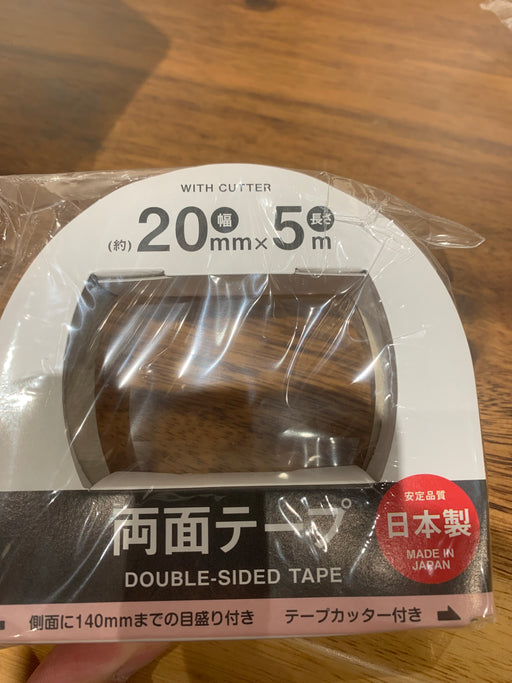 WITH CUTTER
(約) 20 幅 mm × 5 長さ m
両面テープ
DOUBLE-SIDED TAPE
安定品質
日本製
MADE IN
JAPAN
側面に140mmまでの目盛り付き テープカッター付き